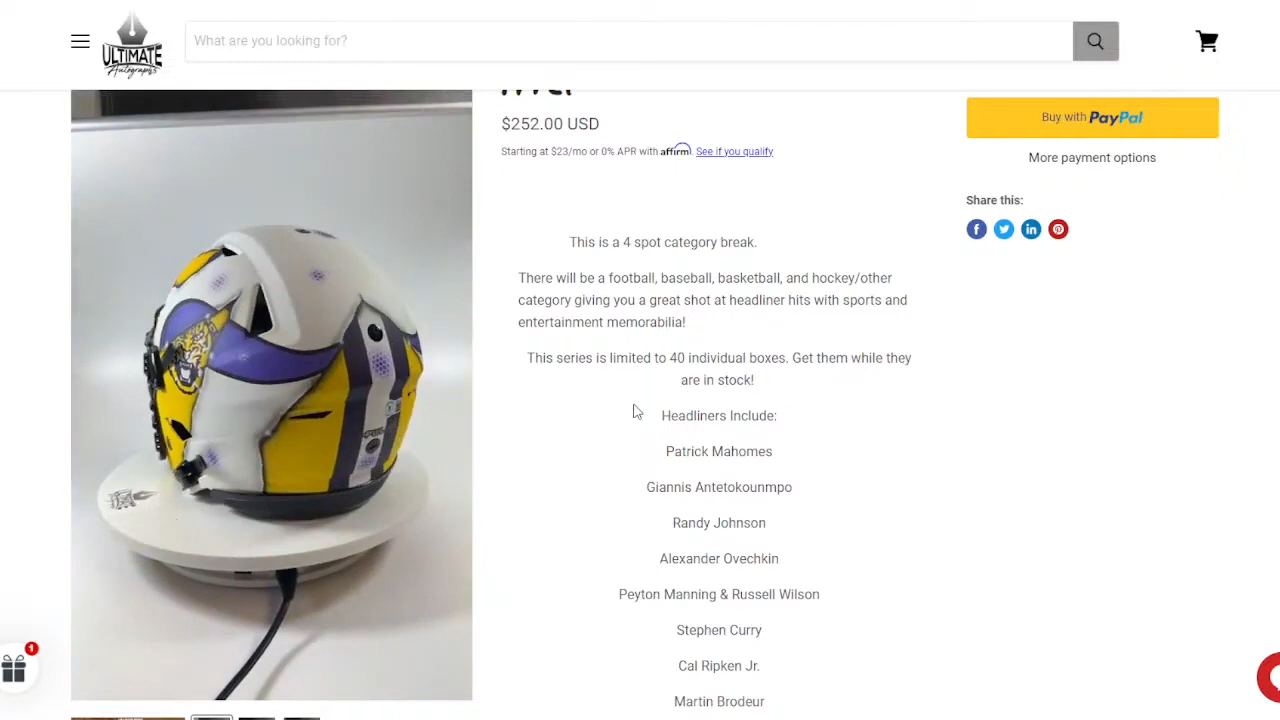 ULTIMATE
Autographs
What are you looking for?
$252.00 USD
Starting at $23/mo or 0% APR with affirm. See if you qualify
Buy with PayPal
More payment options
Share this:
This is a 4 spot category break.
There will be a football, baseball, basketball, and hockey/other
category giving you a great shot at headliner hits with sports and
entertainment memorabilia!
This series is limited to 40 individual boxes. Get them while they
are in stock!
Headliners Include:
Patrick Mahomes
Giannis Antetokounmpo
Randy Johnson
Alexander Ovechkin
Peyton Manning & Russell Wilson
Stephen Curry
Cal Ripken Jr.
Martin Brodeur
1